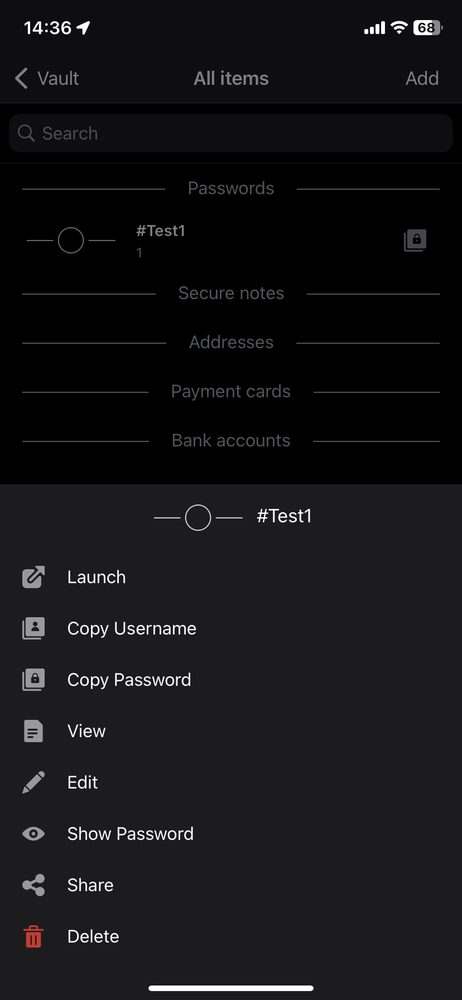 14:36
68
Vault
All items
Add
Search
Passwords
#Test1
1
Secure notes
Addresses
Payment cards
Bank accounts
#Test1
Launch
Copy Username
Copy Password
View
Edit
Show Password
Share
Delete